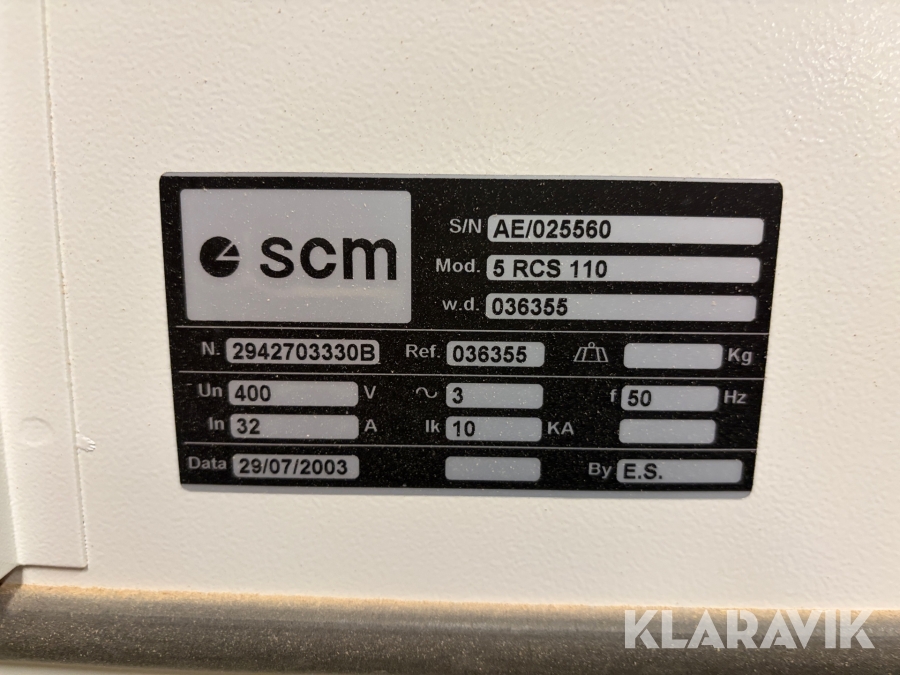 scm
S/N AE/025560
Mod. 5 RCS 110
w.d. 036355
N. 2942703330B Ref. 036355 Kg
Un 400 V ~ 3 f 50 Hz
In 32 A Ik 10 KA
Data 29/07/2003 By E.S.
KLARAVIK